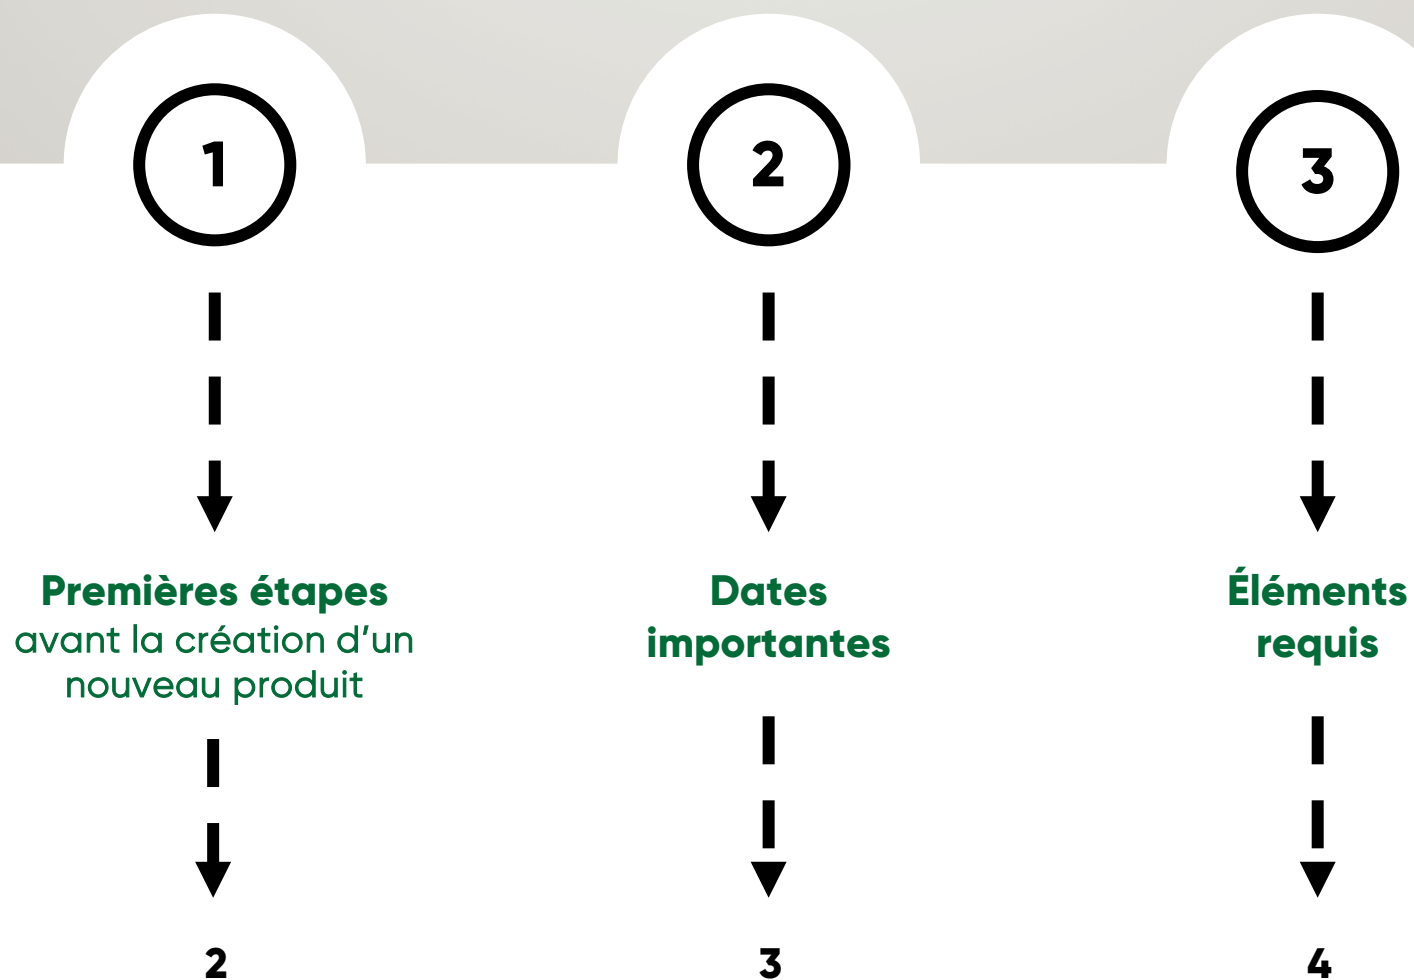 1
2
3
Premières étapes
avant la création d’un
nouveau produit
Dates
importantes
Éléments
requis
2
3
4